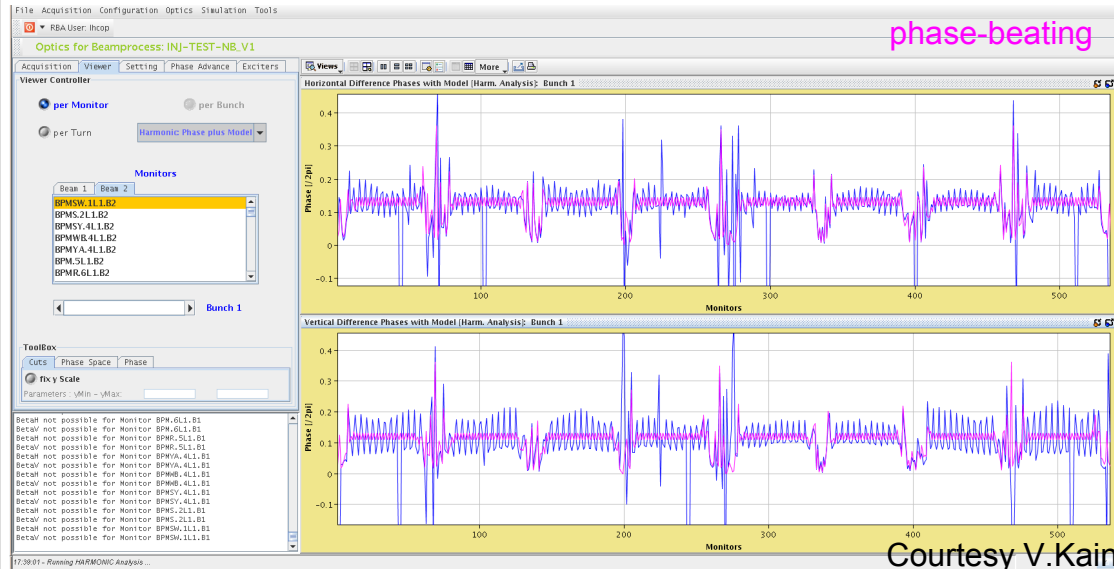 File Acquisition Configuration Optics Simulation Tools
RBA User: lhcop
phase-beating
Optics for Beamprocess: INJ-TEST-NB_V1
Acquisition Viewer Setting Phase Advance Exciters
Views More
Viewer Controller
Horizontal Difference Phases with Model [Harm. Analysis]: Bunch 1
per Monitor per Bunch
per Turn Harmonic Phase plus Model
Monitors
Beam 1 Beam 2
BPMSW.1L1.B2
BPMS.2L1.B2
BPMSY.4L1.B2
BPMWB.4L1.B2
BPMYA.4L1.B2
BPM.5L1.B2
BPMR.6L1.B2
Bunch 1
Phase [/2pi]
0.4
0.3
0.2
0.1
0
-0.1
100 200 300 400 500
Monitors
Vertical Difference Phases with Model [Harm. Analysis]: Bunch 1
Phase [/2pi]
0.4
0.3
0.2
0.1
0
-0.1
100 200 300 400 500
Monitors
ToolBox
Cuts Phase Space Phase
fix y Scale
Parameters : yMin - yMax:
BetaH not possible for Monitor BPM.6L1.B1
BetaV not possible for Monitor BPM.6L1.B1
BetaH not possible for Monitor BPMR.5L1.B1
BetaV not possible for Monitor BPMR.5L1.B1
BetaH not possible for Monitor BPMYA.4L1.B1
BetaV not possible for Monitor BPMYA.4L1.B1
BetaH not possible for Monitor BPMWB.4L1.B1
BetaV not possible for Monitor BPMWB.4L1.B1
BetaH not possible for Monitor BPMSY.4L1.B1
BetaV not possible for Monitor BPMSY.4L1.B1
BetaH not possible for Monitor BPMS.2L1.B1
BetaV not possible for Monitor BPMS.2L1.B1
BetaH not possible for Monitor BPMSW.1L1.B1
BetaV not possible for Monitor BPMSW.1L1.B1
17:39:01 - Running HARMONIC Analysis ...
Courtesy V.Kain